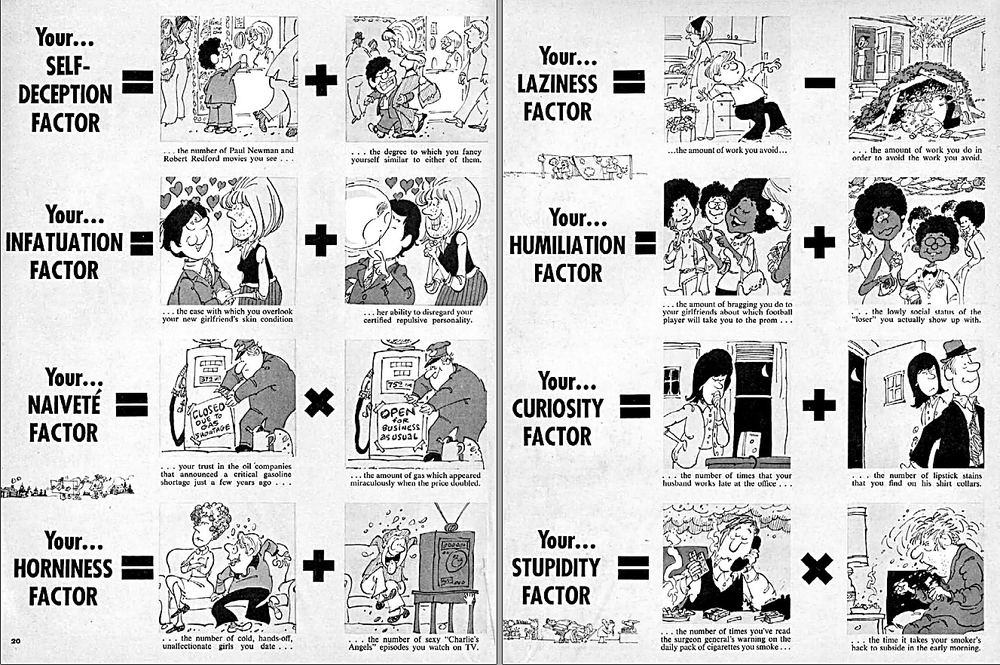 Your...
SELF-
DECEPTION
FACTOR
=
. . . the number of Paul Newman and
Robert Redford movies you see . . .
+
. . . the degree to which you fancy
yourself similar to either of them.
Your...
INFATUATION
FACTOR
=
. . . the ease with which you overlook
your new girlfriend's skin condition
+
. . . her ability to disregard your
certified repulsive personality.
Your...
NAIVETÉ
FACTOR
=
CLOSED
DUE TO
GAS
SHORTAGE
. . . your trust in the oil companies
that announced a critical gasoline
shortage just a few years ago . . .
×
OPEN
FOR
BUSINESS
AS USUAL
. . . the amount of gas which appeared
miraculously when the price doubled.
Your...
HORNINESS
FACTOR
=
. . . the number of cold, hands-off,
unaffectionate girls you date . . .
+
. . . the number of sexy "Charlie's
Angels" episodes you watch on TV.
20
Your...
LAZINESS
FACTOR
=
...the amount of work you avoid...
–
. . . the amount of work you do in
order to avoid the work you avoid.
Your...
HUMILIATION
FACTOR
=
. . . the amount of bragging you do to
your girlfriends about which football
player will take you to the prom . . .
+
. . . the lowly social status of the
"loser" you actually show up with.
Your...
CURIOSITY
FACTOR
=
. . . the number of times that your
husband works late at the office . . .
+
. . . the number of lipstick stains
that you find on his shirt collars.
Your...
STUPIDITY
FACTOR
=
. . . the number of times you've read
the surgeon general's warning on the
daily pack of cigarettes you smoke . . .
×
. . . the time it takes your smoker's
hack to subside in the early morning.